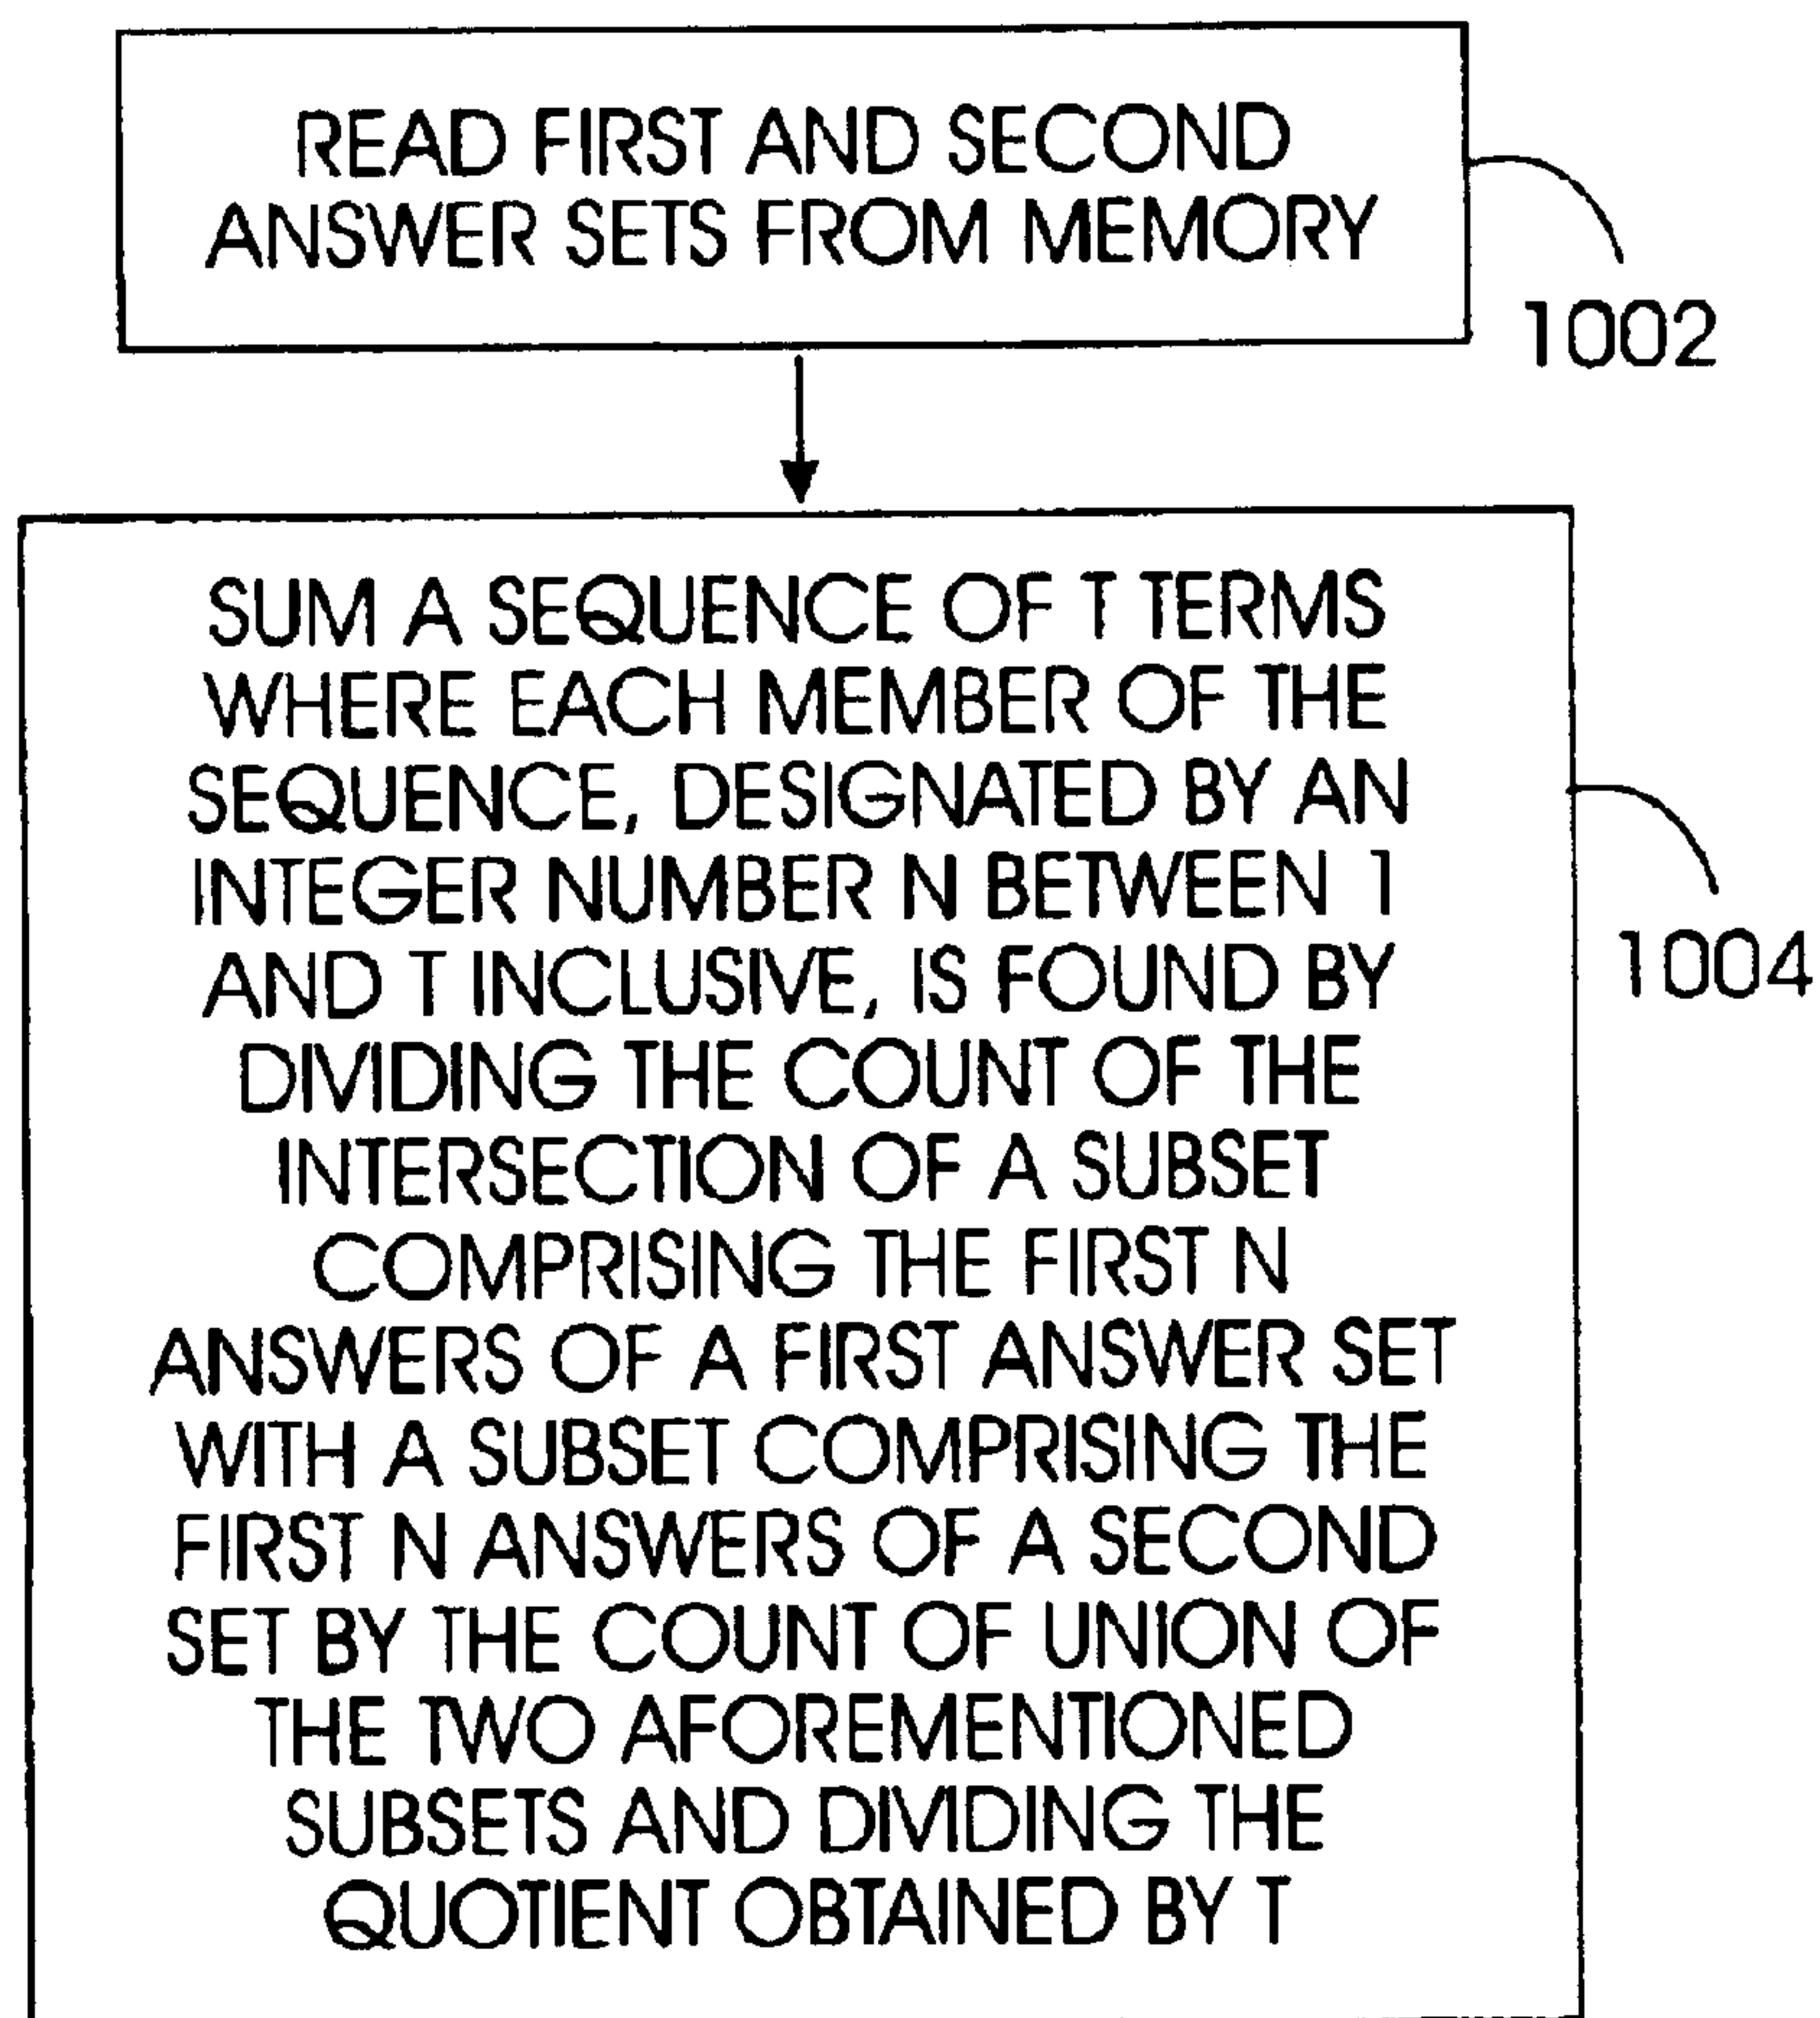 READ FIRST AND SECOND
ANSWER SETS FROM MEMORY
1002
SUM A SEQUENCE OF T TERMS
WHERE EACH MEMBER OF THE
SEQUENCE, DESIGNATED BY AN
INTEGER NUMBER N BETWEEN 1
AND T INCLUSIVE, IS FOUND BY
DIVIDING THE COUNT OF THE
INTERSECTION OF A SUBSET
COMPRISING THE FIRST N
ANSWERS OF A FIRST ANSWER SET
WITH A SUBSET COMPRISING THE
FIRST N ANSWERS OF A SECOND
SET BY THE COUNT OF UNION OF
THE TWO AFOREMENTIONED
SUBSETS AND DIVIDING THE
QUOTIENT OBTAINED BY T
1004